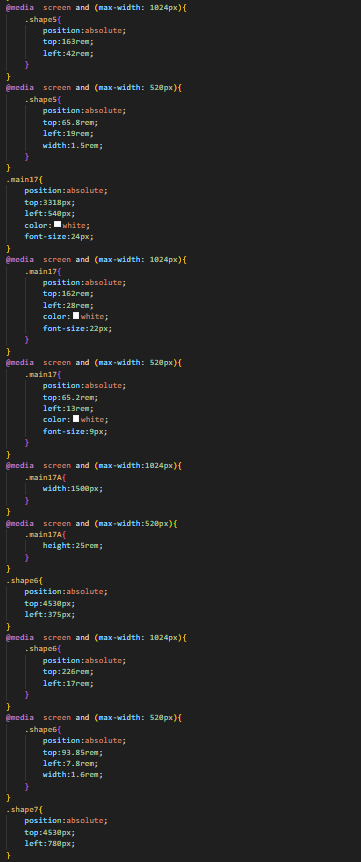 @media  screen and (max-width: 1024px){
    .shape5{
        position:absolute;
        top:163rem;
        left:42rem;
    }
}
@media  screen and (max-width: 520px){
    .shape5{
        position:absolute;
        top:65.8rem;
        left:19rem;
        width:1.5rem;
    }
}
.main17{
    position:absolute;
    top:3318px;
    left:540px;
    color:white;
    font-size:24px;
}
@media  screen and (max-width: 1024px){
    .main17{
        position:absolute;
        top:162rem;
        left:28rem;
        color:white;
        font-size:22px;
    }
}
@media  screen and (max-width: 520px){
    .main17{
        position:absolute;
        top:65.2rem;
        left:13rem;
        color:white;
        font-size:9px;
    }
}
@media  screen and (max-width:1024px){
    .main17A{
        width:1500px;
    }
}
@media  screen and (max-width:520px){
    .main17A{
        height:25rem;
    }
}
.shape6{
    position:absolute;
    top:4530px;
    left:375px;
}
@media  screen and (max-width: 1024px){
    .shape6{
        position:absolute;
        top:226rem;
        left:17rem;
    }
}
@media  screen and (max-width: 520px){
    .shape6{
        position:absolute;
        top:93.85rem;
        left:7.8rem;
        width:1.6rem;
    }
}
.shape7{
    position:absolute;
    top:4530px;
    left:780px;
}